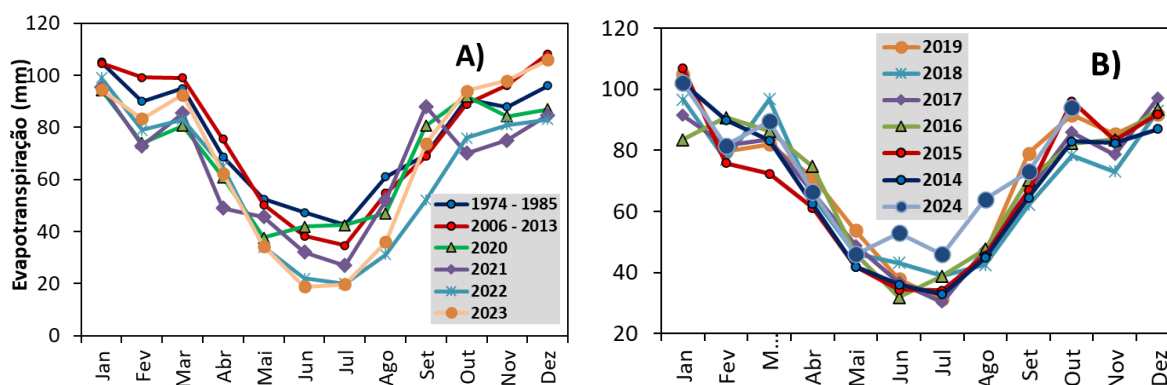 Evapotranspiração (mm)
120
100
80
60
40
20
0
A)
1974 - 1985
2006 - 2013
2020
2021
2022
2023
Jan
Fev
Mar
Abr
Mai
Jun
Jul
Ago
Set
Out
Nov
Dez
120
100
80
60
40
20
B)
2019
2018
2017
2016
2015
2014
2024
Jan
Fev
M...
Abr
Mai
Jun
Jul
Ago
Set
Out
Nov
Dez